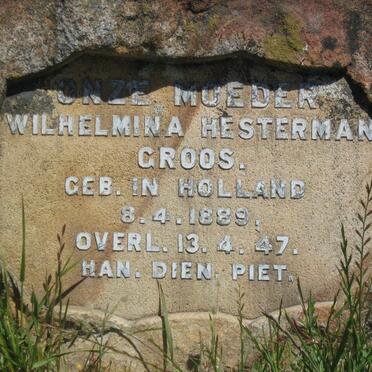 ONZE MOEDER
WILHELMINA HESTERMAN
GROOS.
GEB. IN HOLLAND
8.4.1889,
OVERL. 13.4.47.
HAN. DIEN. PIET.